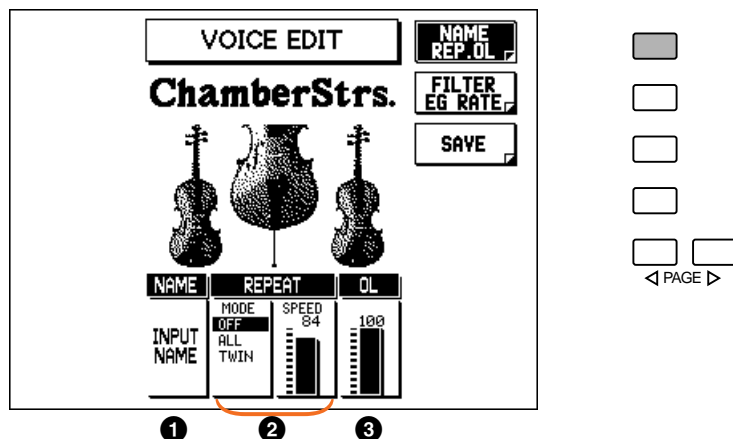 VOICE EDIT
NAME
REP.OL
ChamberStrs.
FILTER
EG RATE
SAVE
NAME
REPEAT
OL
INPUT
NAME
MODE
OFF
ALL
TWIN
SPEED
84
100
◁ PAGE ▷
1
2
3